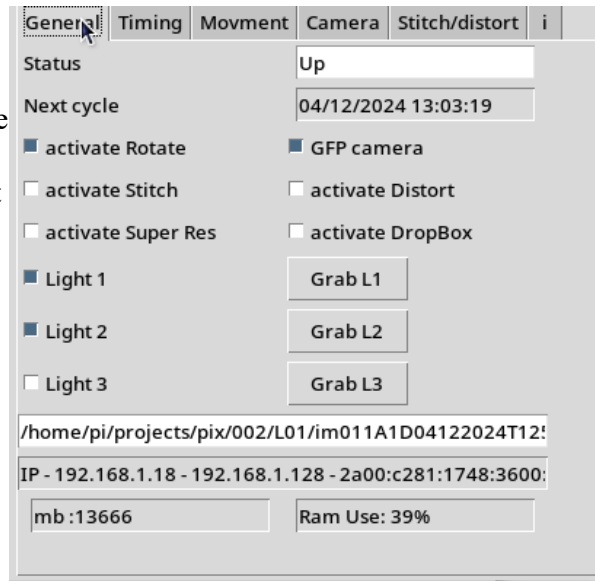 General Timing Movment Camera Stitch/distort i
Status Up
Next cycle 04/12/2024 13:03:19
activate Rotate GFP camera
activate Stitch activate Distort
activate Super Res activate DropBox
Light 1 Grab L1
Light 2 Grab L2
Light 3 Grab L3
/home/pi/projects/pix/002/L01/im011A1D04122024T125
IP - 192.168.1.18 - 192.168.1.128 - 2a00:c281:1748:3600:
mb :13666 Ram Use: 39%